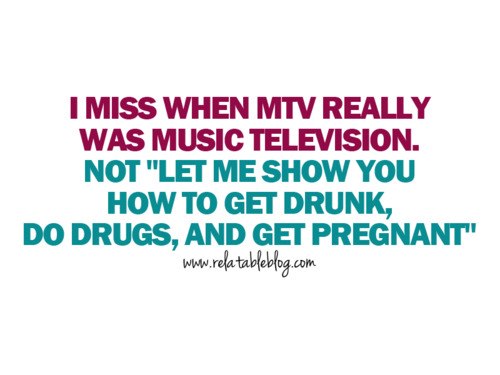 I MISS WHEN MTV REALLY
WAS MUSIC TELEVISION.
NOT "LET ME SHOW YOU
HOW TO GET DRUNK,
DO DRUGS, AND GET PREGNANT"
www.relatableblog.com